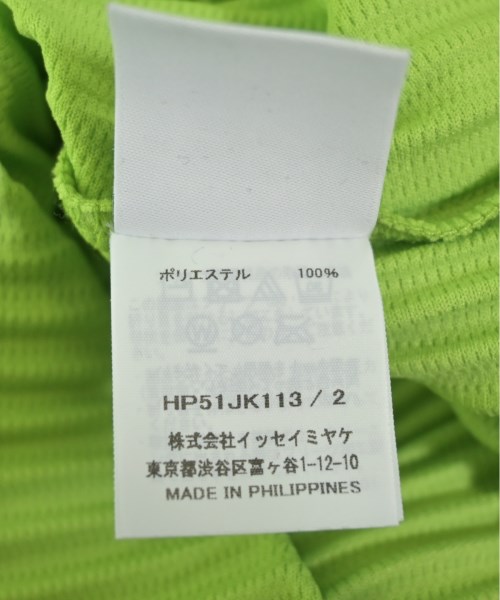 ポリエステル 100%
HP51JK113 / 2
株式会社イッセイミヤケ
東京都渋谷区富ヶ谷1-12-10
MADE IN PHILIPPINES